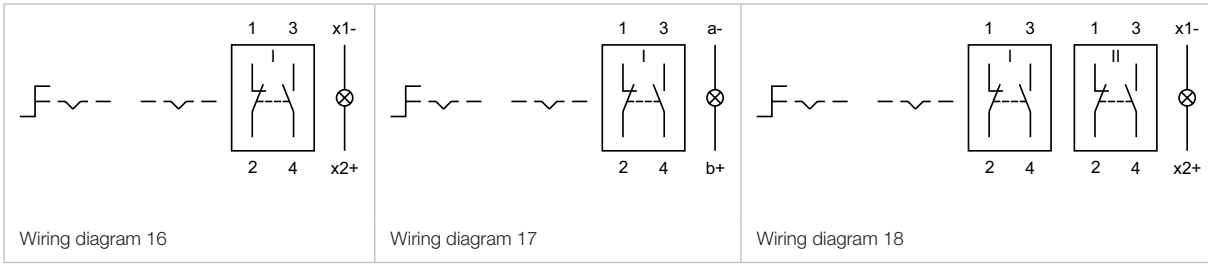 1 3 x1-
I
2 4 x2+
Wiring diagram 16
1 3 a-
I
2 4 b+
Wiring diagram 17
1 3 1 3 x1-
I II
2 4 2 4 x2+
Wiring diagram 18